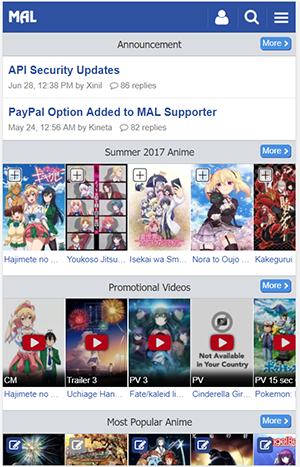 MAL
Announcement
More >
API Security Updates
Jun 28, 12:38 PM by Xinil 86 replies
PayPal Option Added to MAL Supporter
May 24, 12:56 AM by Kineta 82 replies
Summer 2017 Anime
More >
Hajimete no ... Youkoso Jitsu... Isekai wa Sm... Nora to Oujo ... Kakegurui
Promotional Videos
More >
Not Available
in Your Country
CM Trailer 3 PV 3 PV PV 15 sec
Hajimete no ... Uchiage Han... Fate/kaleid li... Cinderella Gir... Pokemon:
Most Popular Anime
More >